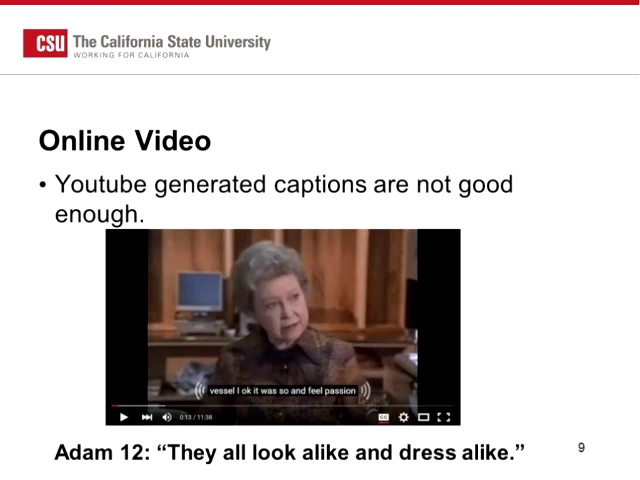 CSU The California State University
WORKING FOR CALIFORNIA
Online Video
• Youtube generated captions are not good
enough.
vessel I ok it was so and feel passion
0:13 / 11:38
CC
Adam 12: “They all look alike and dress alike.”
9